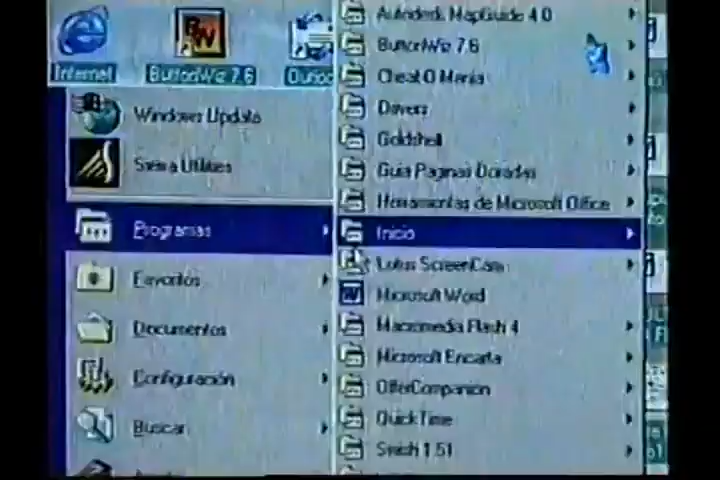 Internet
ButtonWiz 7.6
Windows Update
Sierra Utilities
Programas
Favoritos
Documentos
Configuración
Buscar
Autodesk MapGuide 4.0
ButtonWiz 7.6
Cheat O Mania
Davers
Goldshell
Guia Paginas Doradas
Herramientas de Microsoft Office
Inicio
Lotus ScreenCam
Microsoft Word
Macromedia Flash 4
Microsoft Encarta
OfferCompanion
QuickTime
Swish 1.51